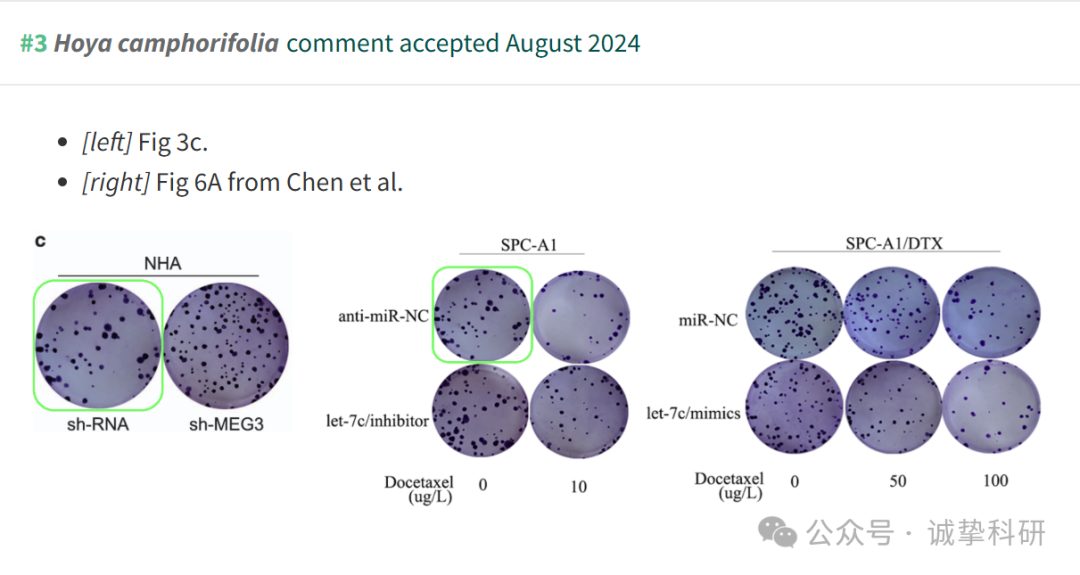 #3 Hoya camphorifolia comment accepted August 2024
• [left] Fig 3c.
• [right] Fig 6A from Chen et al.
c
NHA
sh-RNA sh-MEG3
SPC-A1
anti-miR-NC
let-7c/inhibitor
Docetaxel 0 10
(ug/L)
SPC-A1/DTX
miR-NC
let-7c/mimics
Docetaxel 0 50 100
(ug/L)
公众号 · 诚挚科研